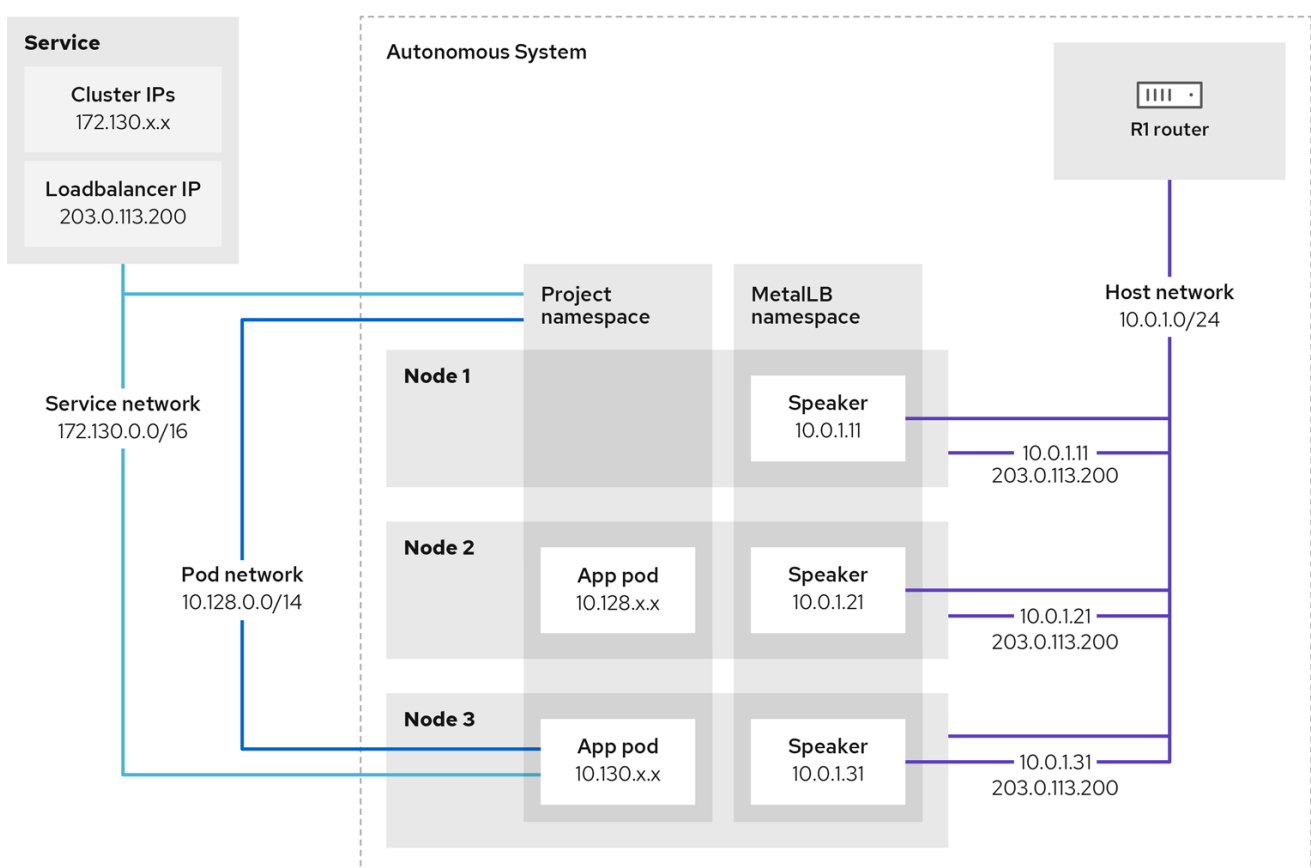 Service
Cluster IPs
172.130.x.x
Loadbalancer IP
203.0.113.200
Autonomous System
R1 router
Project
namespace
MetalLB
namespace
Host network
10.0.1.0/24
Service network
172.130.0.0/16
Pod network
10.128.0.0/14
Node 1
Speaker
10.0.1.11
10.0.1.11
203.0.113.200
Node 2
App pod
10.128.x.x
Speaker
10.0.1.21
10.0.1.21
203.0.113.200
Node 3
App pod
10.130.x.x
Speaker
10.0.1.31
10.0.1.31
203.0.113.200